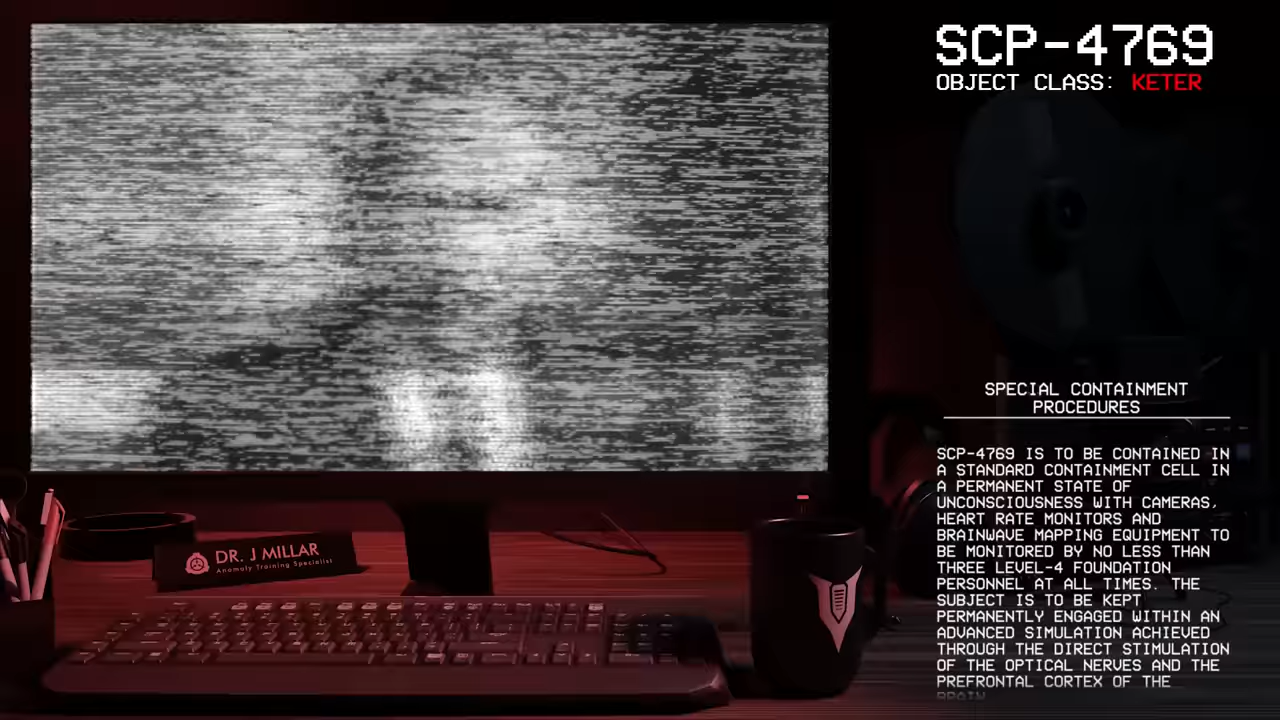 SCP-4769
OBJECT CLASS: KETER
SPECIAL CONTAINMENT
PROCEDURES
SCP-4769 IS TO BE CONTAINED IN
A STANDARD CONTAINMENT CELL IN
A PERMANENT STATE OF
UNCONSCIOUSNESS WITH CAMERAS,
HEART RATE MONITORS AND
BRAINWAVE MAPPING EQUIPMENT TO
BE MONITORED BY NO LESS THAN
THREE LEVEL-4 FOUNDATION
PERSONNEL AT ALL TIMES. THE
SUBJECT IS TO BE KEPT
PERMANENTLY ENGAGED WITHIN AN
ADVANCED SIMULATION ACHIEVED
THROUGH THE DIRECT STIMULATION
OF THE OPTICAL NERVES AND THE
PREFRONTAL CORTEX OF THE
BRAIN
DR. J MILLAR
Anomaly Training Specialist